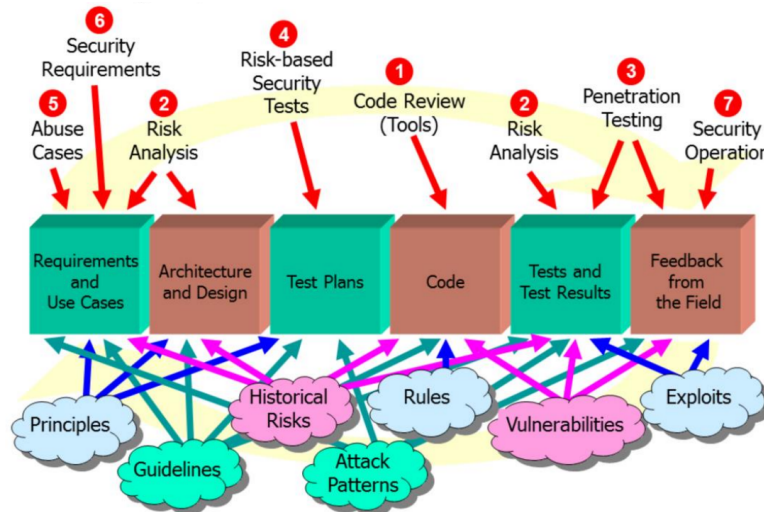 6
Security
Requirements
5
Abuse
Cases
2
Risk
Analysis
4
Risk-based
Security
Tests
1
Code Review
(Tools)
2
Risk
Analysis
3
Penetration
Testing
7
Security
Operation
Requirements
and
Use Cases
Architecture
and Design
Test Plans
Code
Tests and
Test Results
Feedback
from
the Field
Principles
Guidelines
Historical
Risks
Attack
Patterns
Rules
Vulnerabilities
Exploits